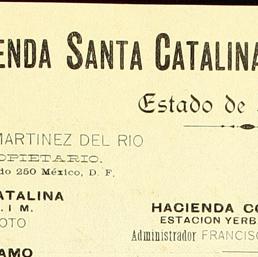 ENDA SANTA CATALINA
Estado de
MARTINEZ DEL RIO
OPIETARIO.
do 250 México, D. F.
ATALINA
. I M.
OTO
HACIENDA CO
ESTACION YERB
Administrador FRANCISC
AMO